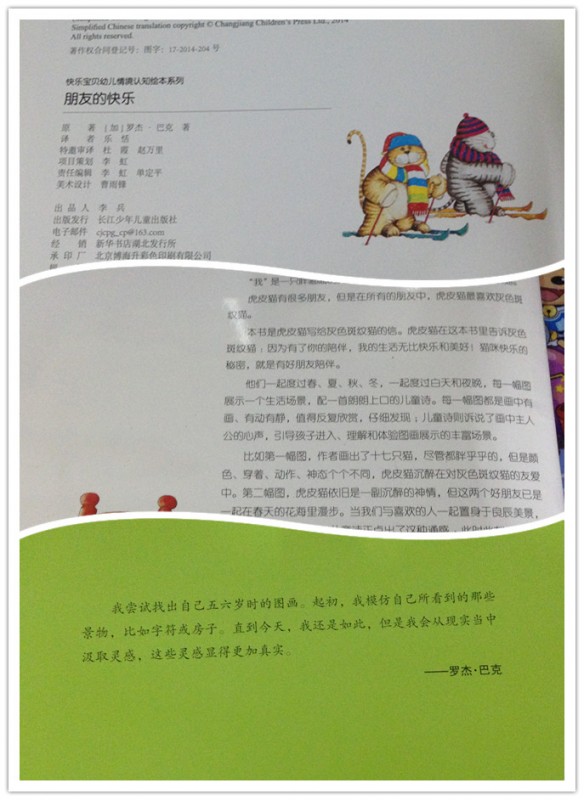 Simplified Chinese translation copyright © Changjiang Children's Press Ltd., 2014
All rights reserved.
著作权合同登记号：图字：17-2014-204 号
快乐宝贝幼儿情境认知绘本系列
朋友的快乐
原 著 [加] 罗杰·巴克 著
译 者 乐恬
特邀审译 杜霞 赵万里
项目策划 李虹
责任编辑 李虹 单定平
美术设计 曹雨锋
出品人 李兵
出版发行 长江少年儿童出版社
电子邮件 cjcpg_cp@163.com
经 销 新华书店湖北发行所
承印厂 北京博海升彩色印刷有限公司
"我"是一只
虎皮猫有很多朋友，但是在所有的朋友中，虎皮猫最喜欢灰色斑
纹猫。
本书是虎皮猫写给灰色斑纹猫的信。虎皮猫在这本书里告诉灰色
斑纹猫：因为有了你的陪伴，我的生活无比快乐和美好！猫咪快乐的
秘密，就是有好朋友陪伴。
他们一起度过春、夏、秋、冬，一起度过白天和夜晚，每一幅图
展示一个生活场景，配一首朗朗上口的儿童诗。每一幅图都是画中有
画、有动有静，值得反复欣赏，仔细发现；儿童诗则诉说了画中主人
公的心声，引导孩子进入、理解和体验图画展示的丰富场景。
比如第一幅图，作者画出了十七只猫，尽管都胖乎乎的，但是颜
色、穿着、动作、神态个个不同，虎皮猫沉醉在对灰色斑纹猫的友爱
中。第二幅图，虎皮猫依旧是一副沉醉的神情，但这两个好朋友已是
一起在春天的花海里漫步。当我们与喜欢的人一起置身于良辰美景，
我尝试找出自己五六岁时的图画。起初，我模仿自己所看到的那些
景物，比如字符或房子。直到今天，我还是如此，但是我会从现实当中
汲取灵感，这些灵感显得更加真实。
——罗杰·巴克